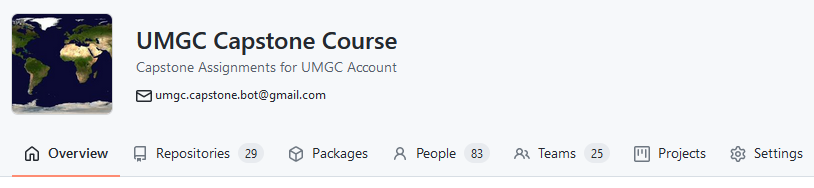 UMGC Capstone Course
Capstone Assignments for UMGC Account
umgc.capstone.bot@gmail.com
Overview Repositories 29 Packages People 83 Teams 25 Projects Settings